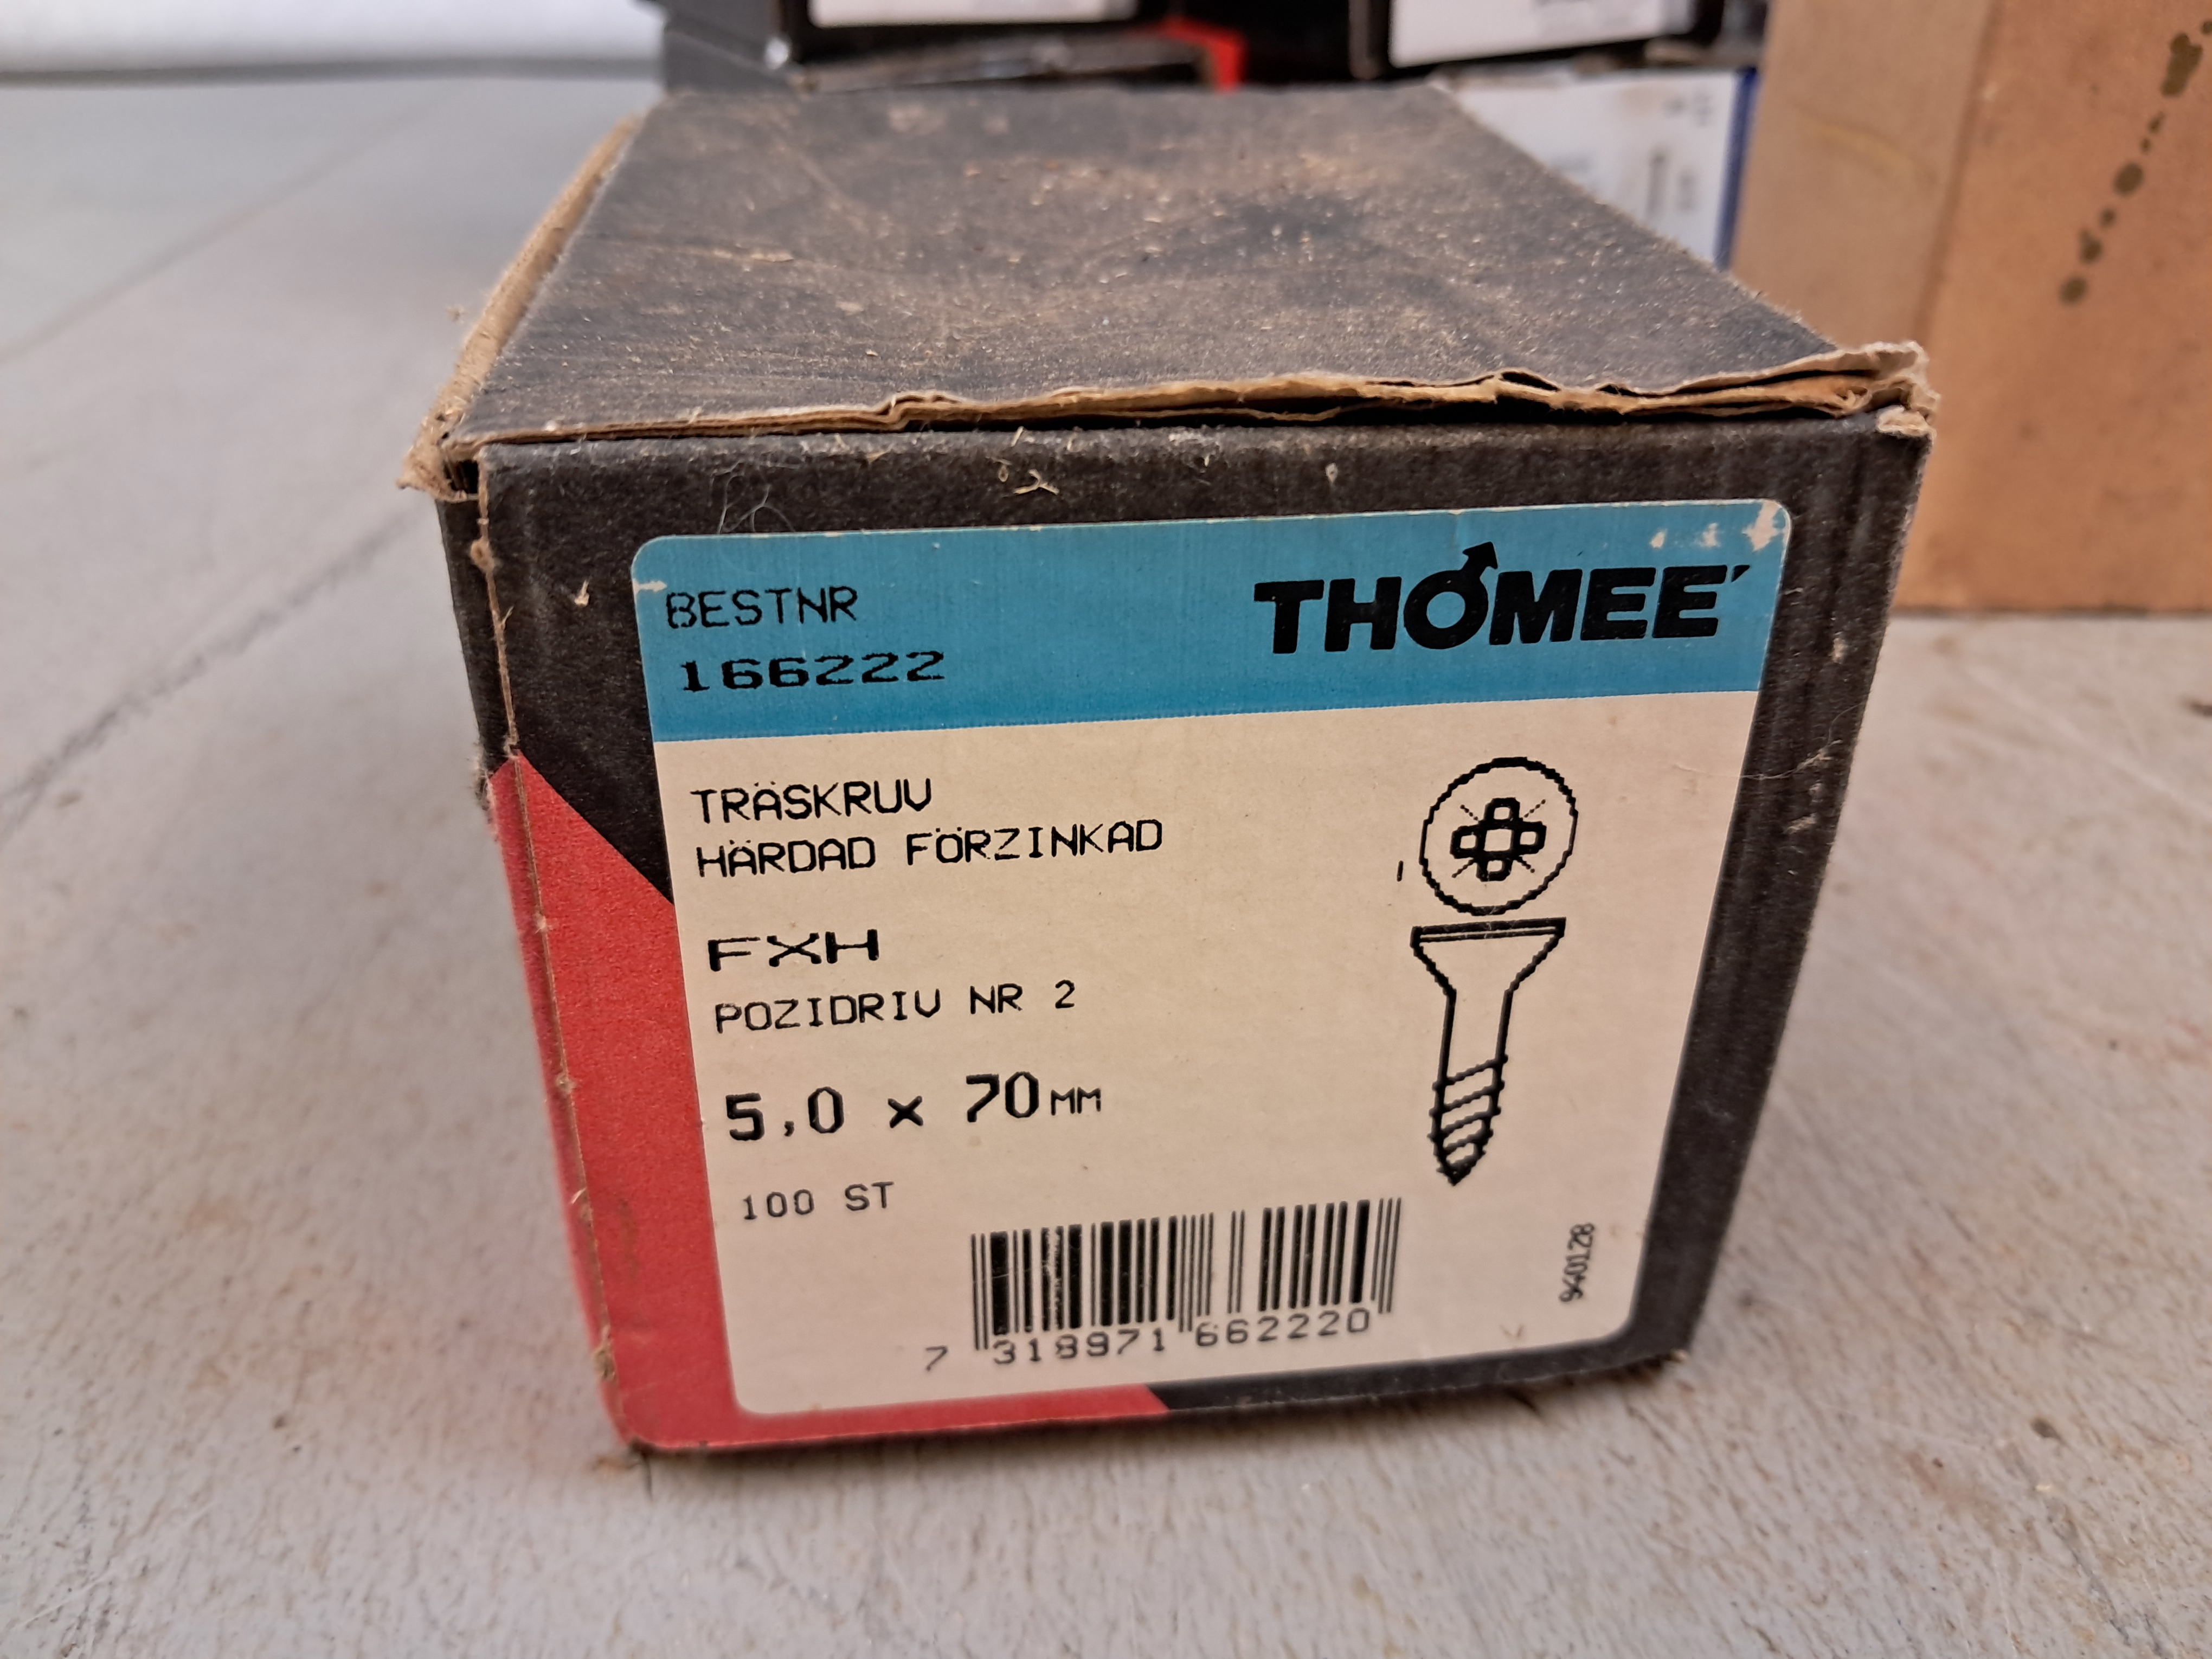 BESTNR
166222
THOMEE´
TRÄSKRUV
HÄRDAD FÖRZINKAD
FXH
POZIDRIV NR 2
5,0 x 70MM
100 ST
7 318971 662220
940128